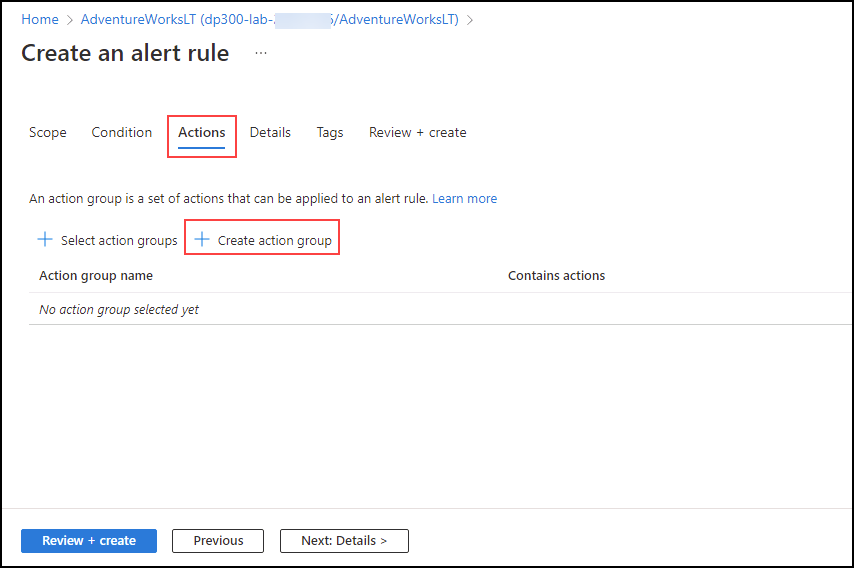 Home > AdventureWorksLT (dp300-lab- /AdventureWorksLT) >
Create an alert rule ...
Scope Condition Actions Details Tags Review + create
An action group is a set of actions that can be applied to an alert rule. Learn more
+ Select action groups + Create action group
Action group name Contains actions
No action group selected yet
Review + create Previous Next: Details >